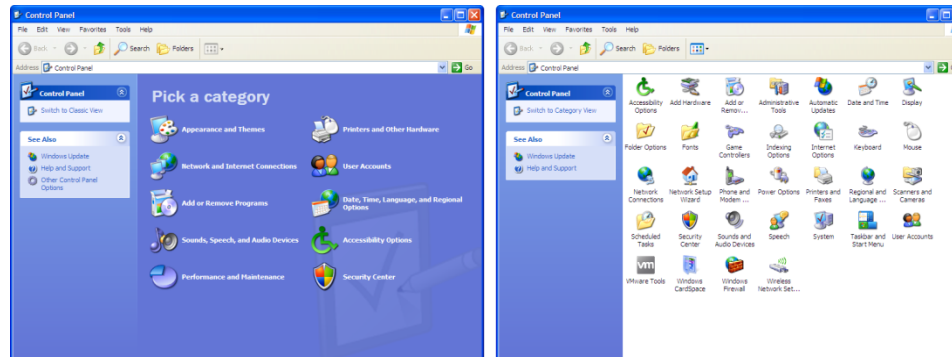 Control Panel
File Edit View Favorites Tools Help
Back Search Folders
Address Control Panel Go
Control Panel
Switch to Classic View
See Also
Windows Update
Help and Support
Other Control Panel
Options
Pick a category
Appearance and Themes
Printers and Other Hardware
Network and Internet Connections
User Accounts
Add or Remove Programs
Date, Time, Language, and Regional
Options
Sounds, Speech, and Audio Devices
Accessibility Options
Performance and Maintenance
Security Center
Control Panel
File Edit View Favorites Tools Help
Back Search Folders
Address Control Panel
Control Panel
Switch to Category View
See Also
Windows Update
Help and Support
Accessibility Options
Add Hardware
Add or Remov...
Administrative Tools
Automatic Updates
Date and Time
Display
Folder Options
Fonts
Game Controllers
Indexing Options
Internet Options
Keyboard
Mouse
Network Connections
Network Setup Wizard
Phone and Modem ...
Power Options
Printers and Faxes
Regional and Language ...
Scanners and Cameras
Scheduled Tasks
Security Center
Sounds and Audio Devices
Speech
System
Taskbar and Start Menu
User Accounts
vm
VMware Tools
Windows CardSpace
Windows Firewall
Wireless Network Set...